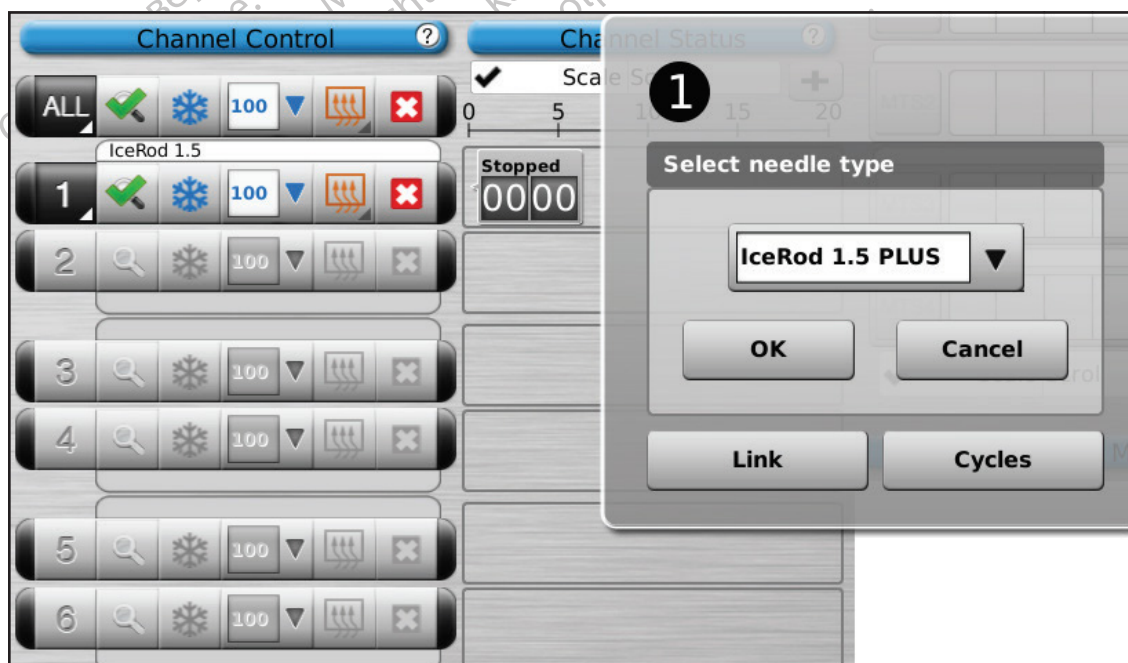 Channel Control ?
Channel Status ?
ALL 100
Scale
0 5 10 15 20
IceRod 1.5
1 100
Stopped
00 00
2 100
3 100
4 100
5 100
6 100
1
Select needle type
IceRod 1.5 PLUS
OK Cancel
Link Cycles